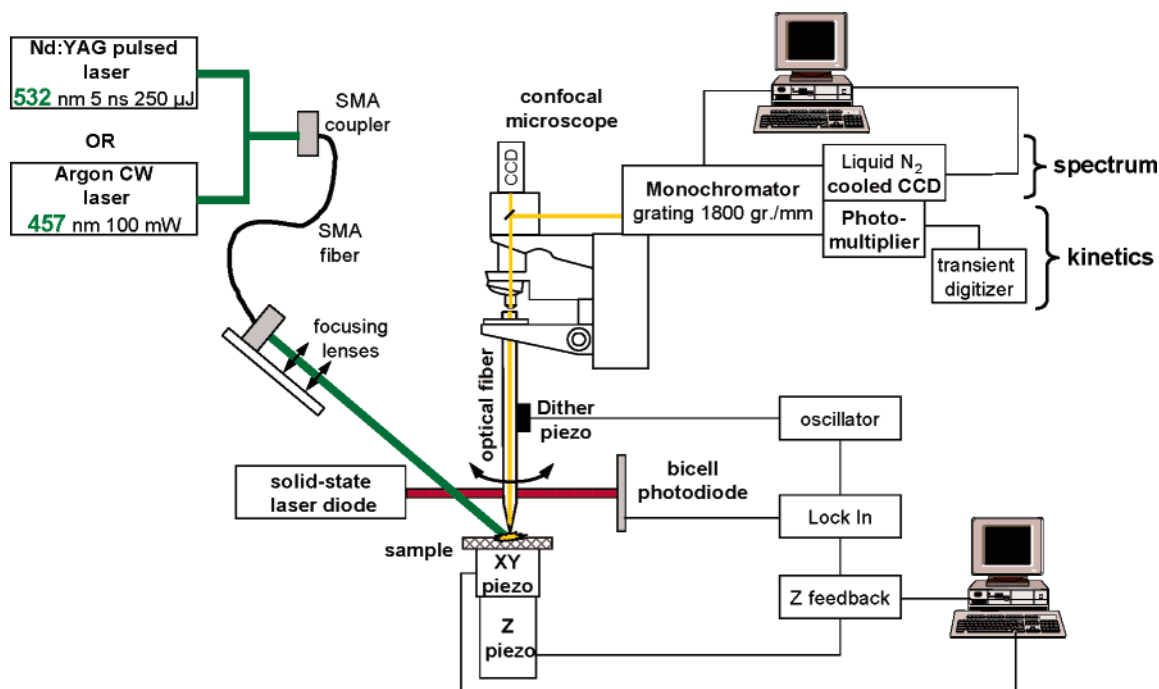 Nd:YAG pulsed
laser
532 nm 5 ns 250 µJ
OR
Argon CW
laser
457 nm 100 mW
SMA
coupler
SMA
fiber
focusing
lenses
confocal
microscope
CCD
Monochromator
grating 1800 gr./mm
Liquid N₂
cooled CCD
Photo-
multiplier
transient
digitizer
spectrum
kinetics
optical fiber
Dither
piezo
oscillator
solid-state
laser diode
bicell
photodiode
Lock In
sample
XY
piezo
Z
piezo
Z feedback